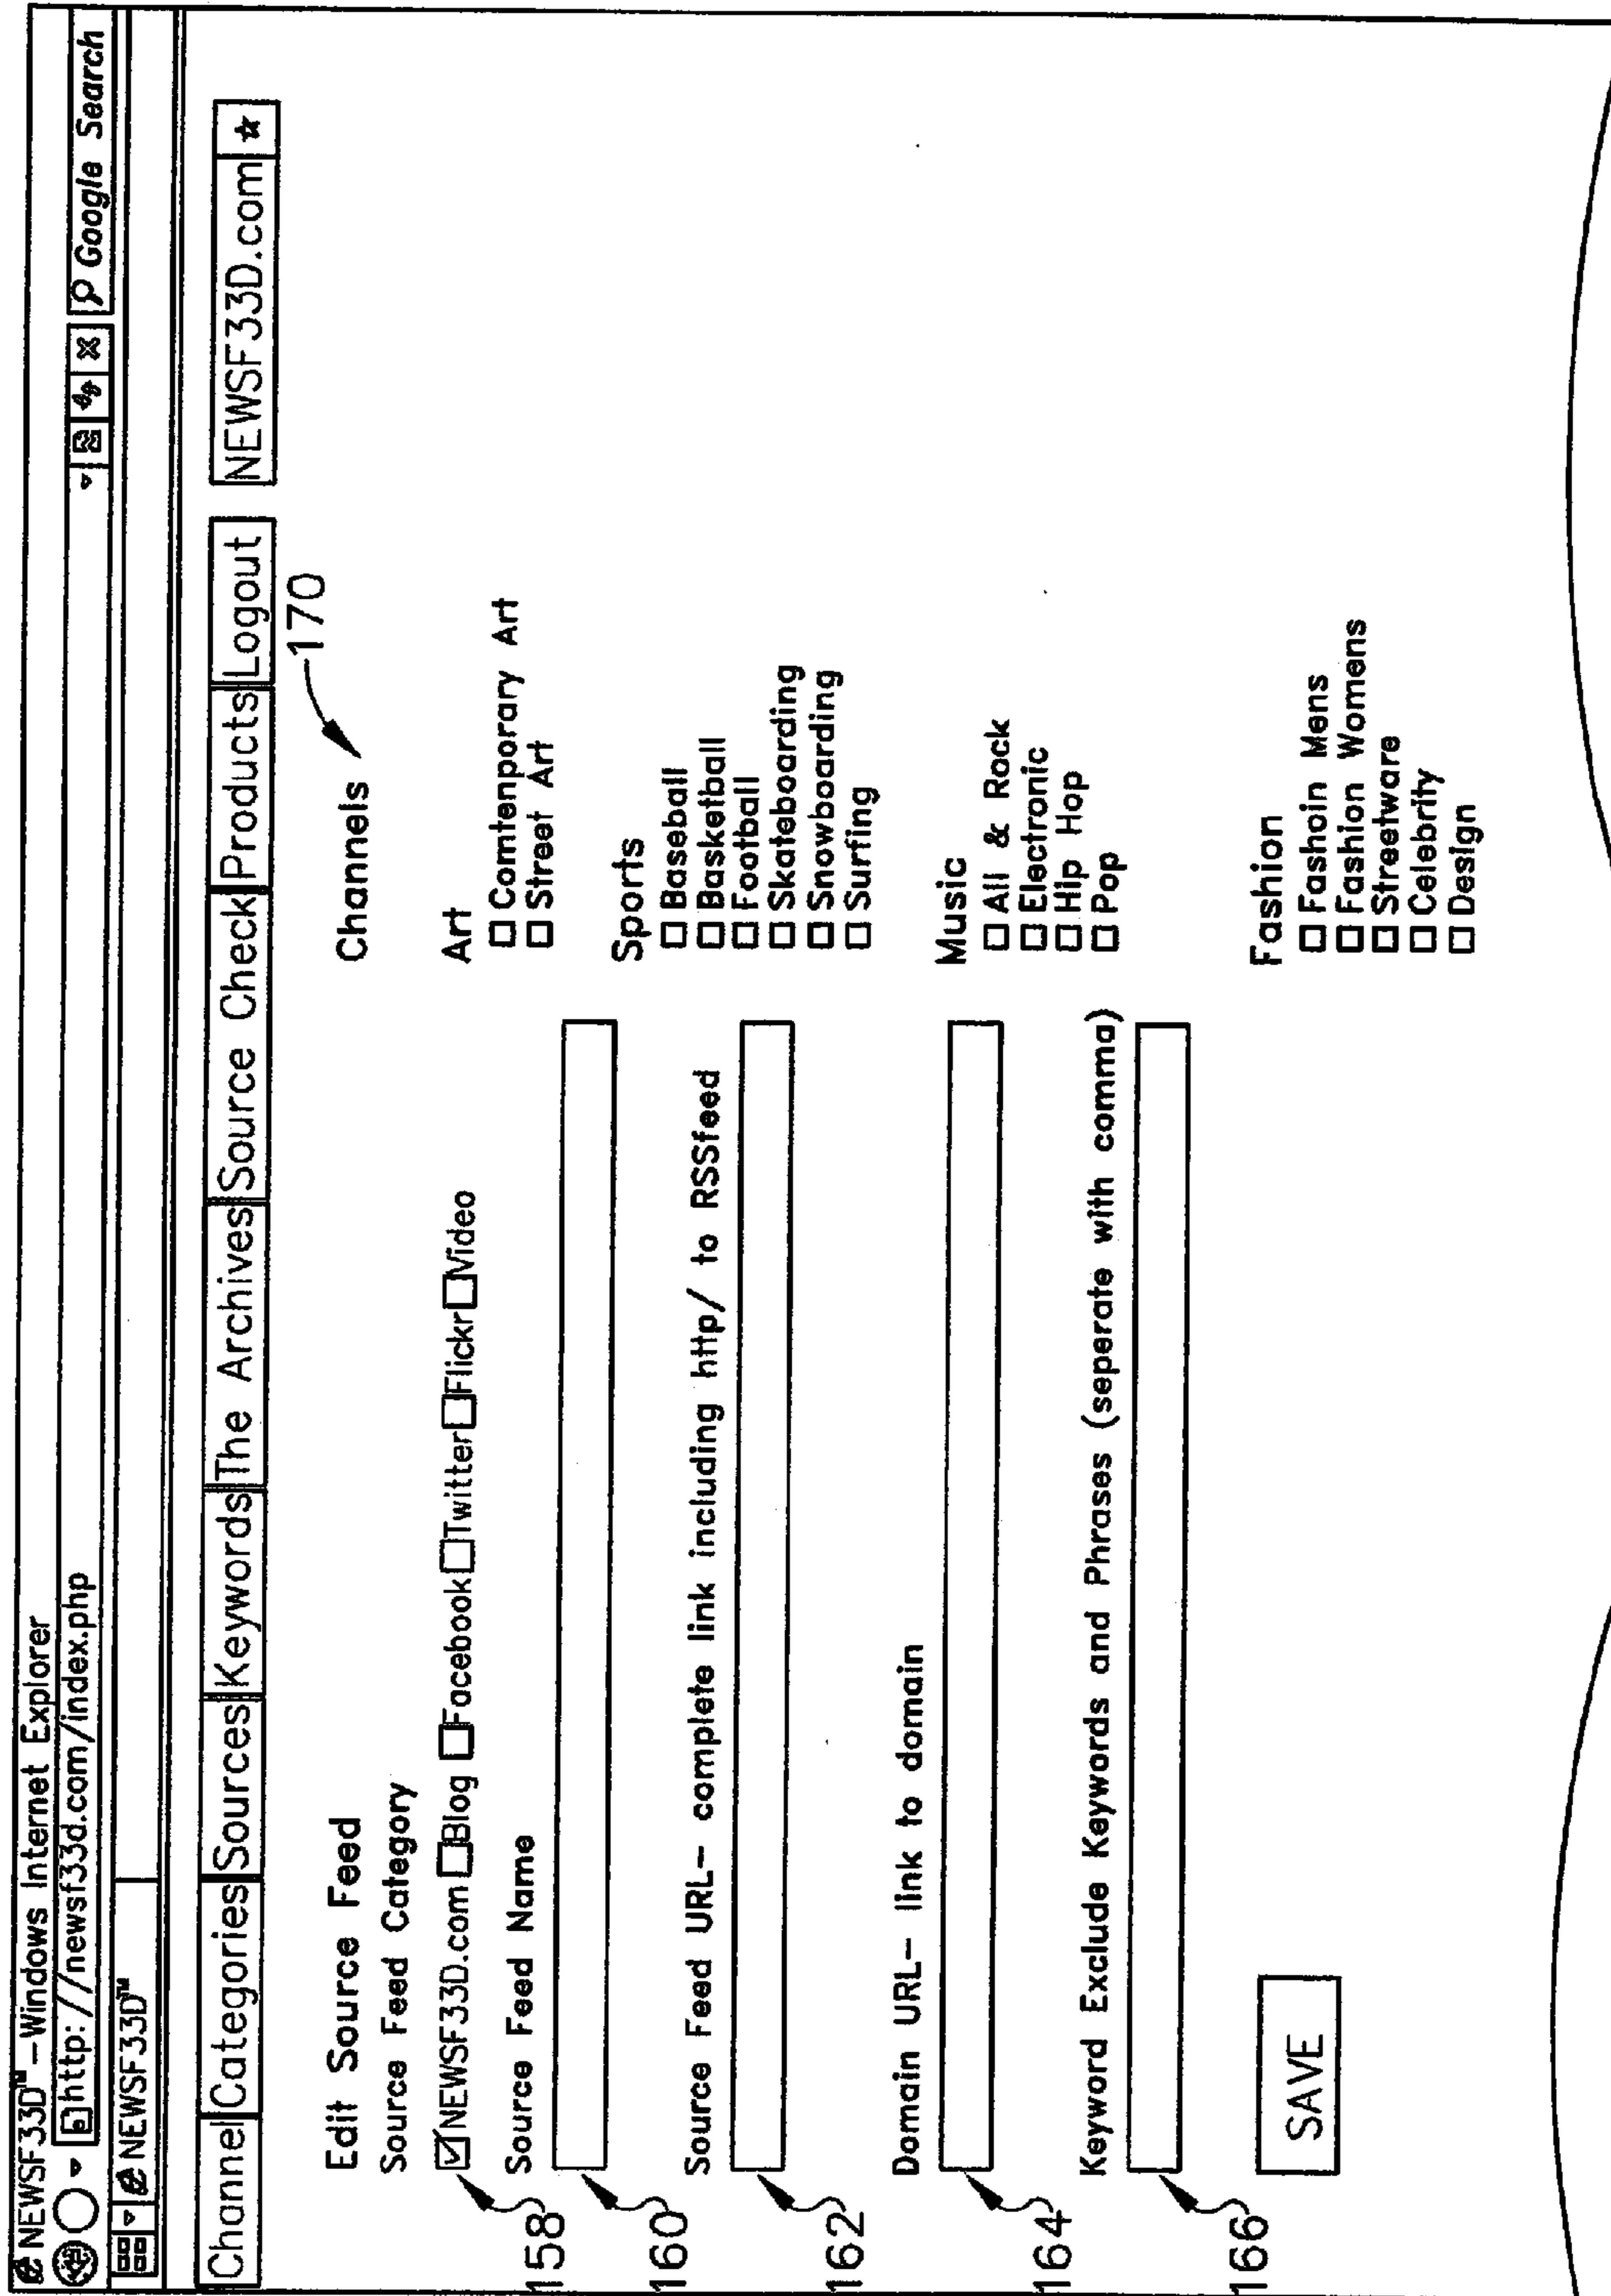 NEWSF33D™-Windows Internet Explorer
http://newsf33d.com/index.php
Google Search
NEWSF33D™
Channel Categories Sources Keywords The Archives Source Check Products Logout NEWSF33D.com
170
Edit Source Feed
Source Feed Category
158
NEWSF33D.com Blog Facebook Twitter Flickr Video
Source Feed Name
160
Source Feed URL- complete link including http/ to RSSfeed
162
Domain URL- link to domain
164
Keyword Exclude Keywords and Phrases (seperate with comma)
166
SAVE
Channels
Art
Comtenporary Art
Street Art
Sports
Baseball
Basketball
Football
Skateboarding
Snowboarding
Surfing
Music
All & Rock
Electronic
Hip Hop
Pop
Fashion
Fashoin Mens
Fashion Womens
Streetware
Celebrity
Design